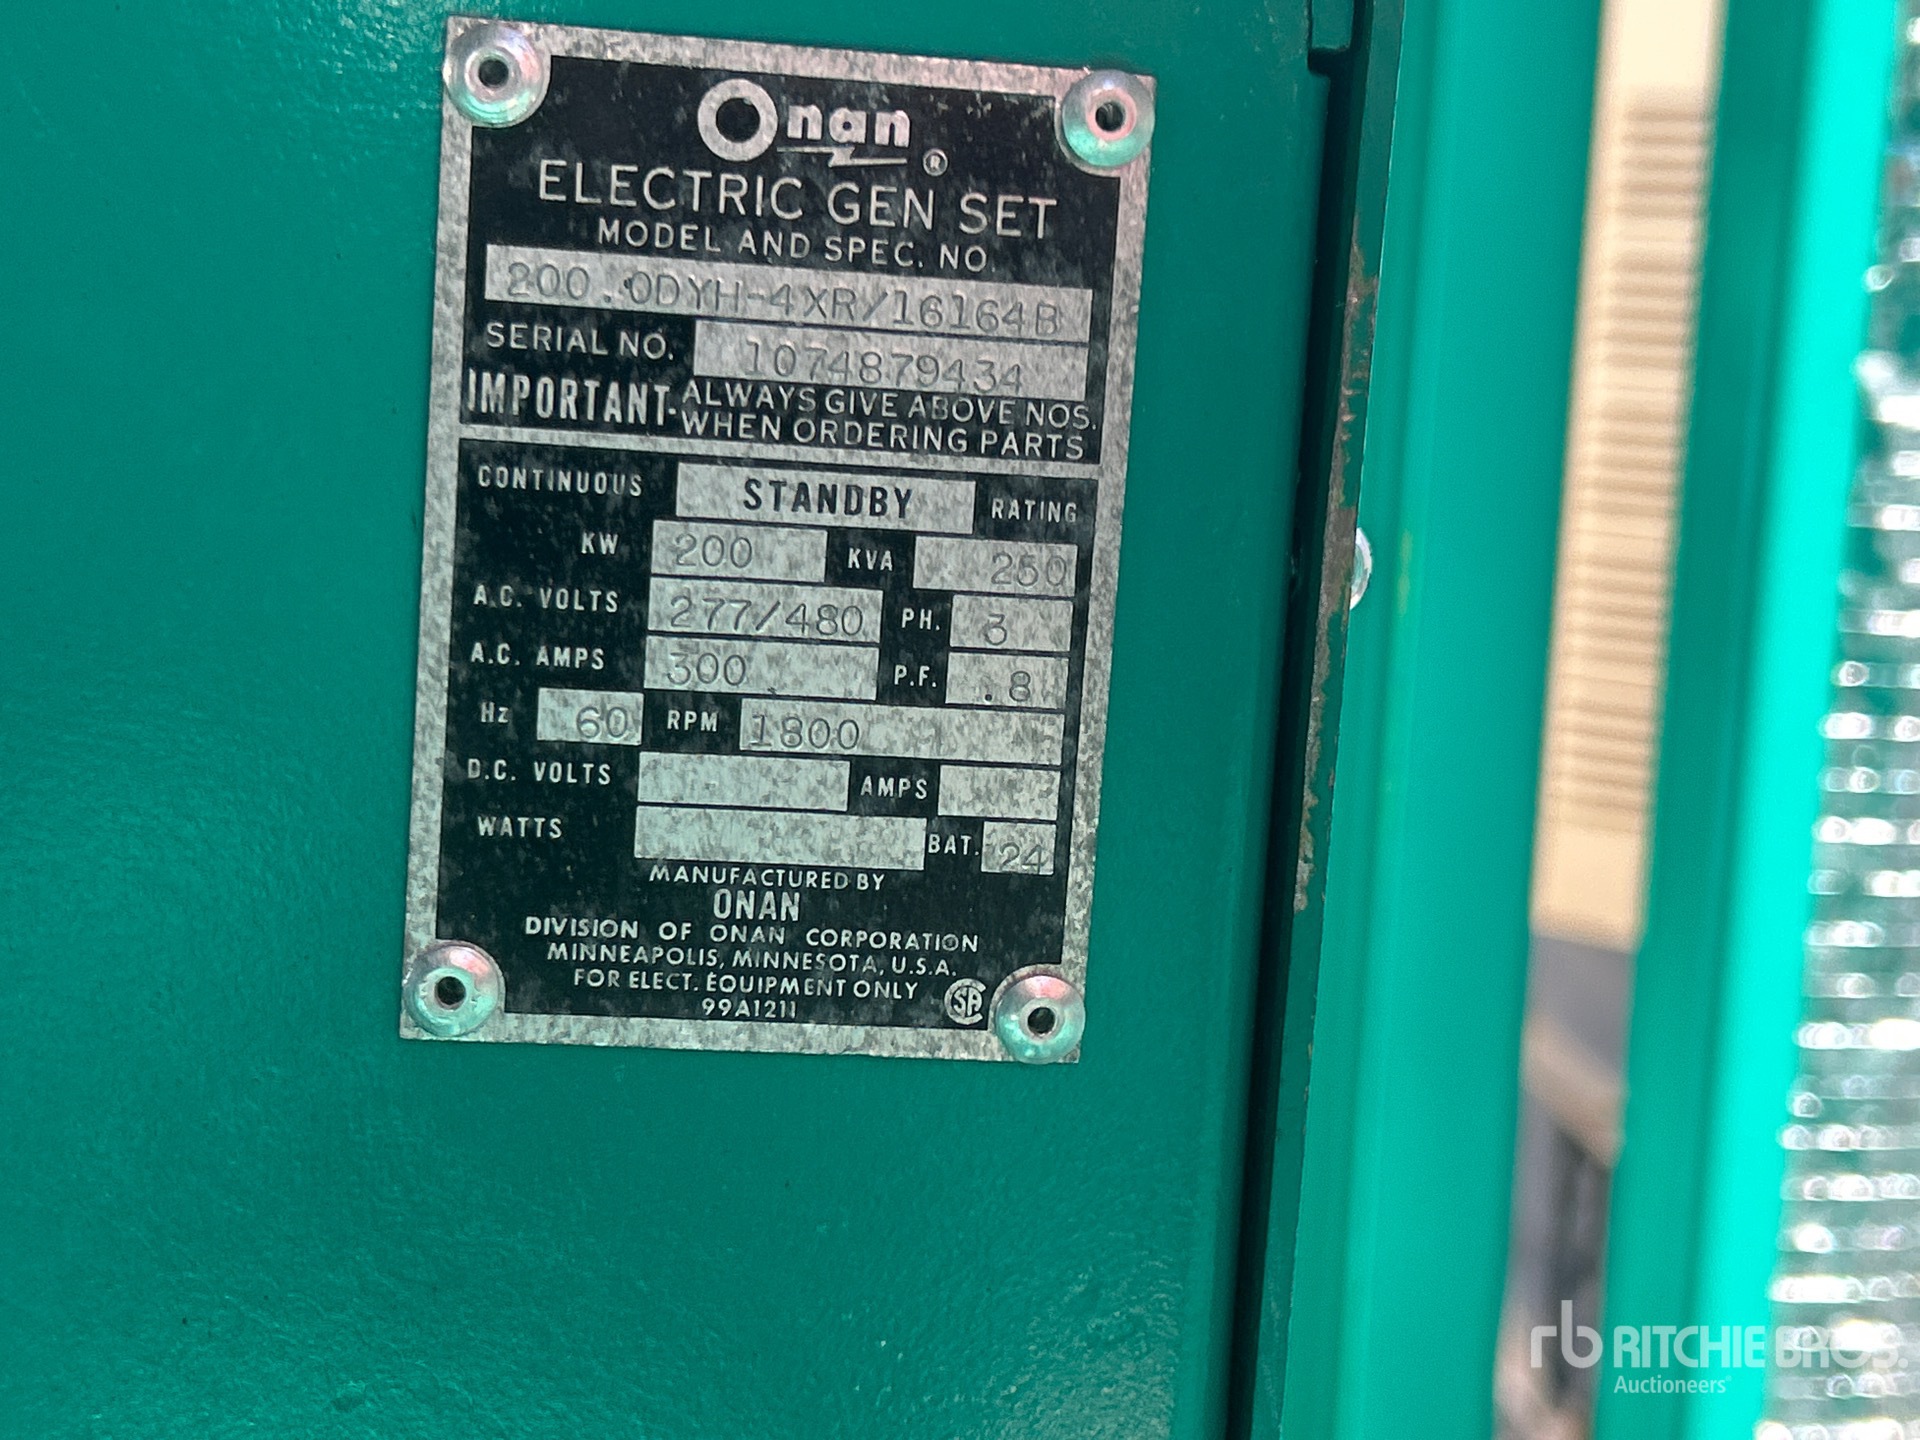 Onan ®
ELECTRIC GEN SET
MODEL AND SPEC. NO.
200.0DYH-4XR/16164B
SERIAL NO. 1074879434
IMPORTANT- ALWAYS GIVE ABOVE NOS.
WHEN ORDERING PARTS
CONTINUOUS STANDBY RATING
KW 200 KVA 250
A.C. VOLTS 277/480 PH. 3
A.C. AMPS 300 P.F. .8
Hz 60 RPM 1800
D.C. VOLTS - AMPS
WATTS BAT. 24
MANUFACTURED BY
ONAN
DIVISION OF ONAN CORPORATION
MINNEAPOLIS, MINNESOTA, U.S.A.
FOR ELECT. EQUIPMENT ONLY
99A1211
SA
rb RITCHIE BROS.
Auctioneers